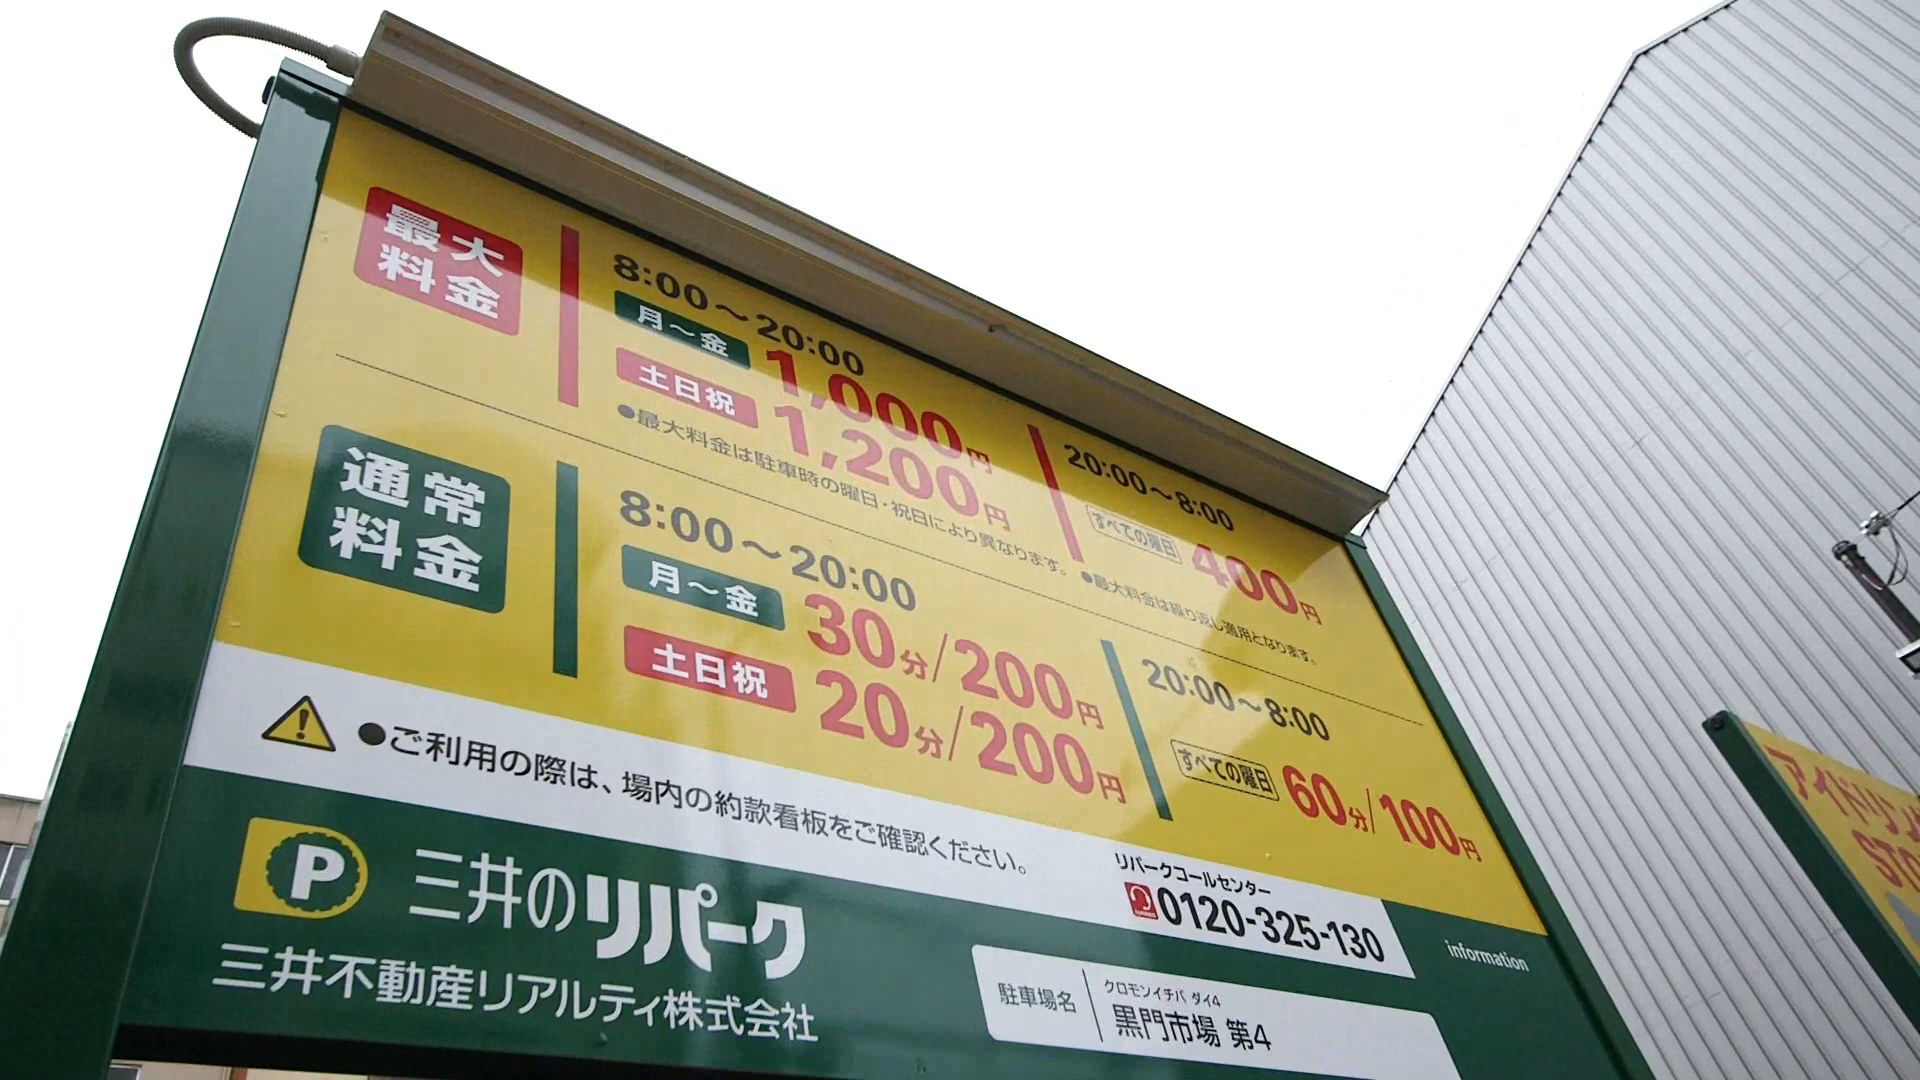 最大
料金
8:00～20:00
月～金 1,000円
土日祝 1,200円
20:00～8:00
すべての曜日 400円
●最大料金は駐車時の曜日・祝日により異なります。 ●最大料金は繰り返し適用となります。
通常
料金
8:00～20:00
月～金 30分/200円
土日祝 20分/200円
20:00～8:00
すべての曜日 60分/100円
●ご利用の際は、場内の約款看板をご確認ください。
リパークコールセンター
0120-325-130
information
P 三井のリパーク
三井不動産リアルティ株式会社
駐車場名
クロモンイチバ ダイ4
黒門市場 第4
アイドリン
STO